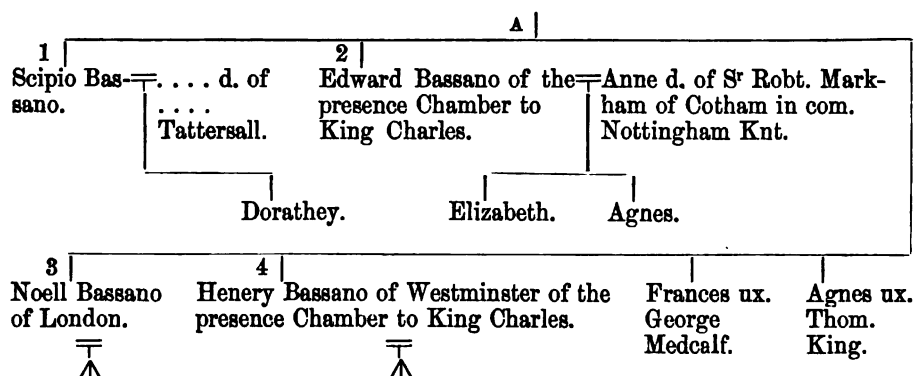 A
1
2
Scipio Bas-
sano.
. . . . d. of
. . . .
Tattersall.
Edward Bassano of the
presence Chamber to
King Charles.
Anne d. of Sr Robt. Mark-
ham of Cotham in com.
Nottingham Knt.
Dorathey.
Elizabeth.
Agnes.
3
4
Noell Bassano
of London.
Henery Bassano of Westminster of the
presence Chamber to King Charles.
Frances ux.
George
Medcalf.
Agnes ux.
Thom.
King.